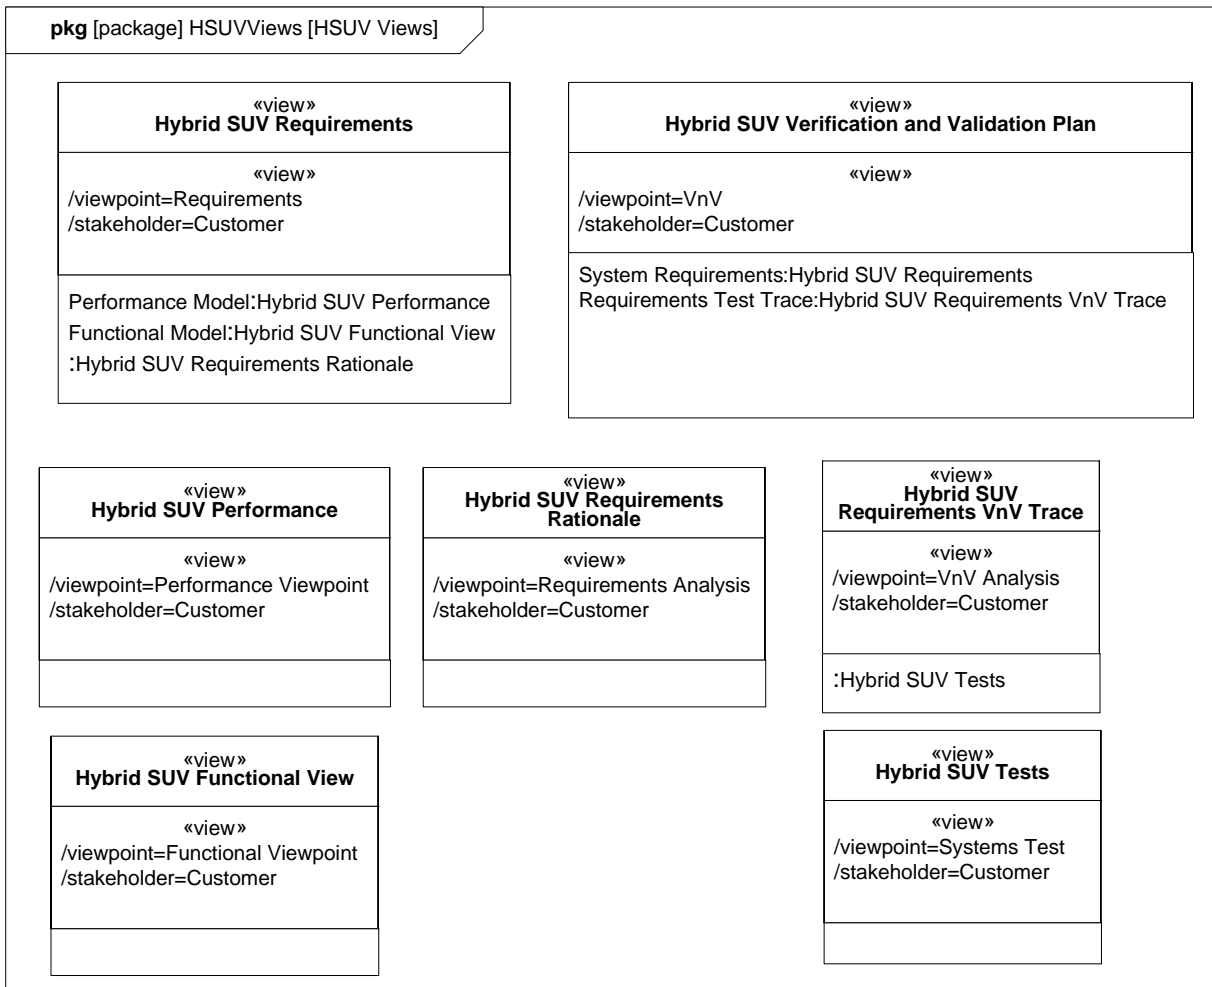 pkg [package] HSUVViews [HSUV Views]
«view»
Hybrid SUV Requirements
«view»
/viewpoint=Requirements
/stakeholder=Customer
Performance Model:Hybrid SUV Performance
Functional Model:Hybrid SUV Functional View
:Hybrid SUV Requirements Rationale
«view»
Hybrid SUV Verification and Validation Plan
«view»
/viewpoint=VnV
/stakeholder=Customer
System Requirements:Hybrid SUV Requirements
Requirements Test Trace:Hybrid SUV Requirements VnV Trace
«view»
Hybrid SUV Performance
«view»
/viewpoint=Performance Viewpoint
/stakeholder=Customer
«view»
Hybrid SUV Requirements
Rationale
«view»
/viewpoint=Requirements Analysis
/stakeholder=Customer
«view»
Hybrid SUV
Requirements VnV Trace
«view»
/viewpoint=VnV Analysis
/stakeholder=Customer
:Hybrid SUV Tests
«view»
Hybrid SUV Functional View
«view»
/viewpoint=Functional Viewpoint
/stakeholder=Customer
«view»
Hybrid SUV Tests
«view»
/viewpoint=Systems Test
/stakeholder=Customer